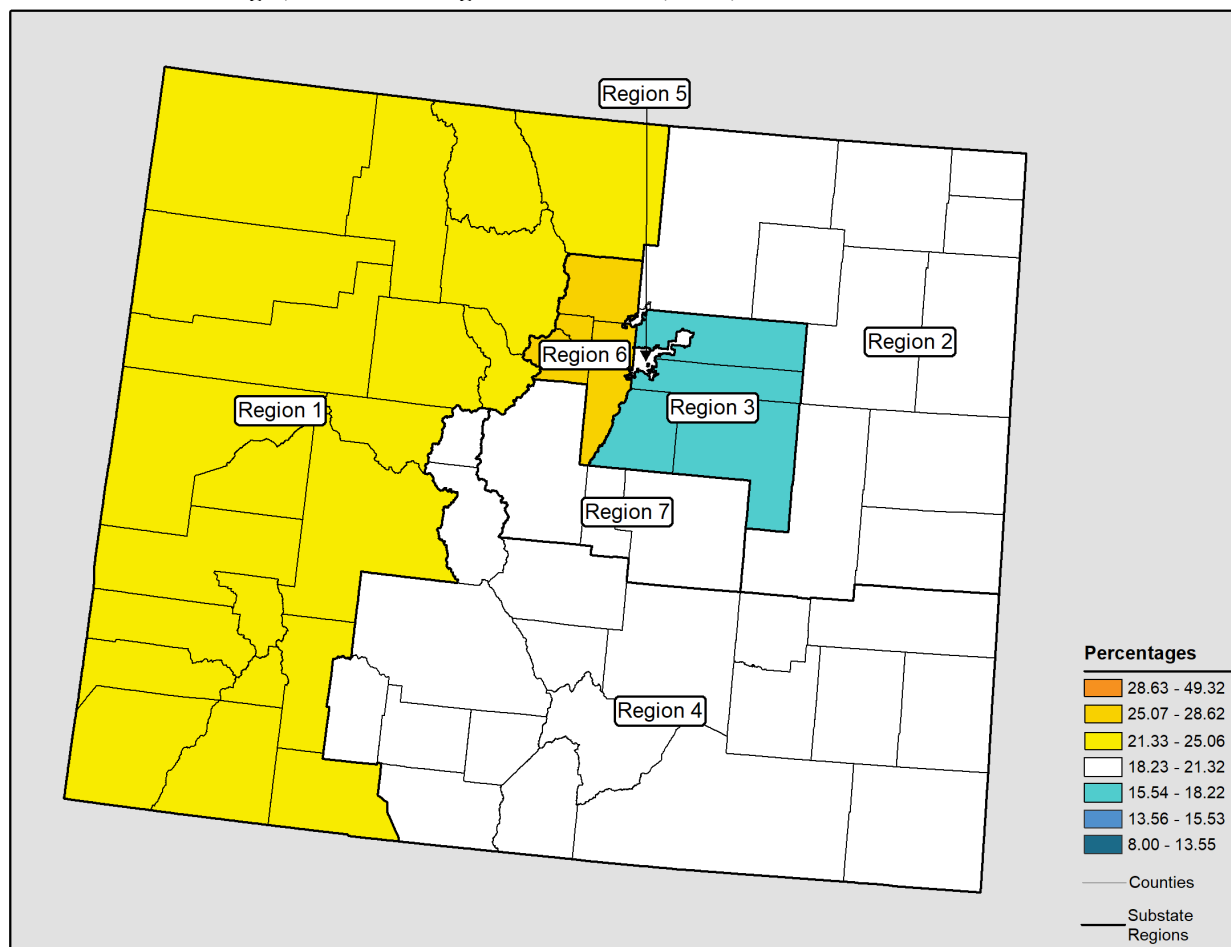 Region 5
Region 2
Region 6
Region 1
Region 3
Region 7
Region 4
Percentages
28.63 - 49.32
25.07 - 28.62
21.33 - 25.06
18.23 - 21.32
15.54 - 18.22
13.56 - 15.53
8.00 - 13.55
Counties
Substate
Regions